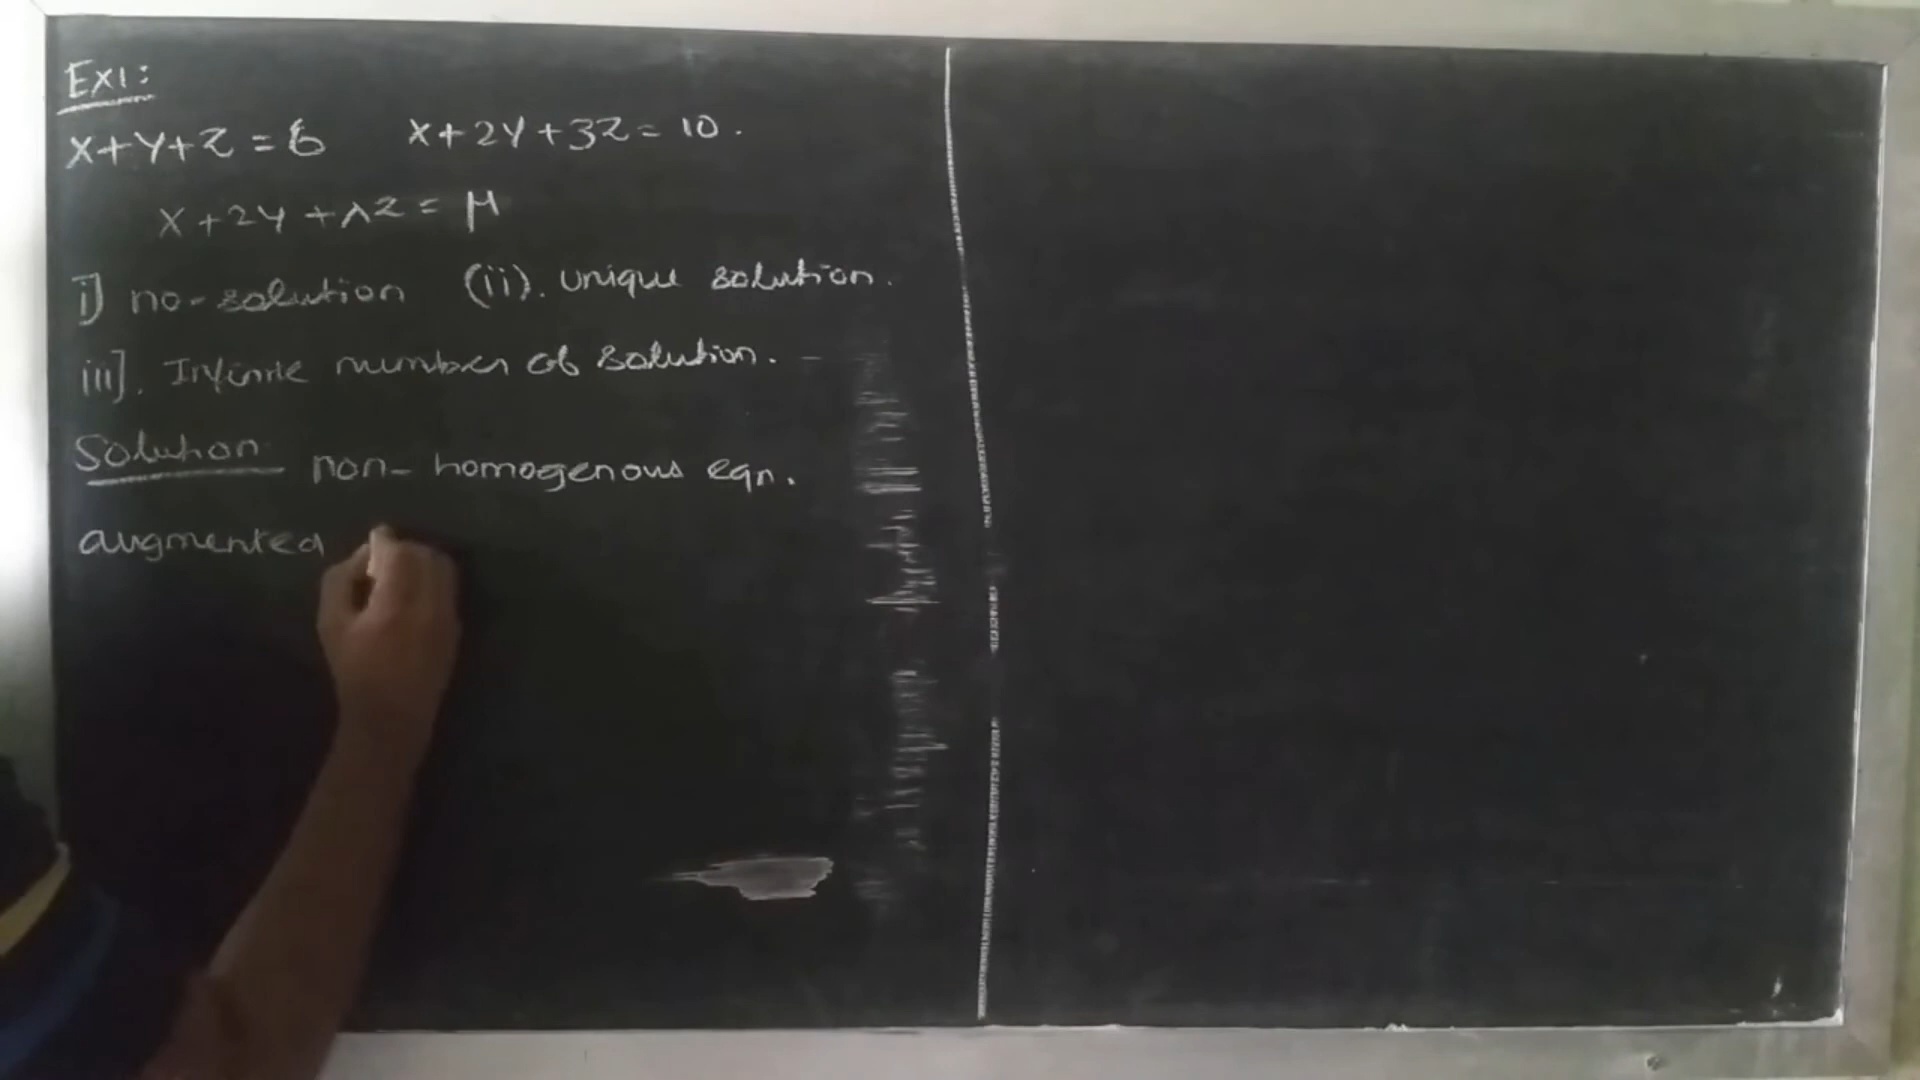 Ex1:
x+y+z=6 x+2y+3z=10.
x+2y+λz=μ
i] no-solution (ii). unique solution.
iii]. Infinite number of solution. -
Solution non-homogenous eqn.
augmented